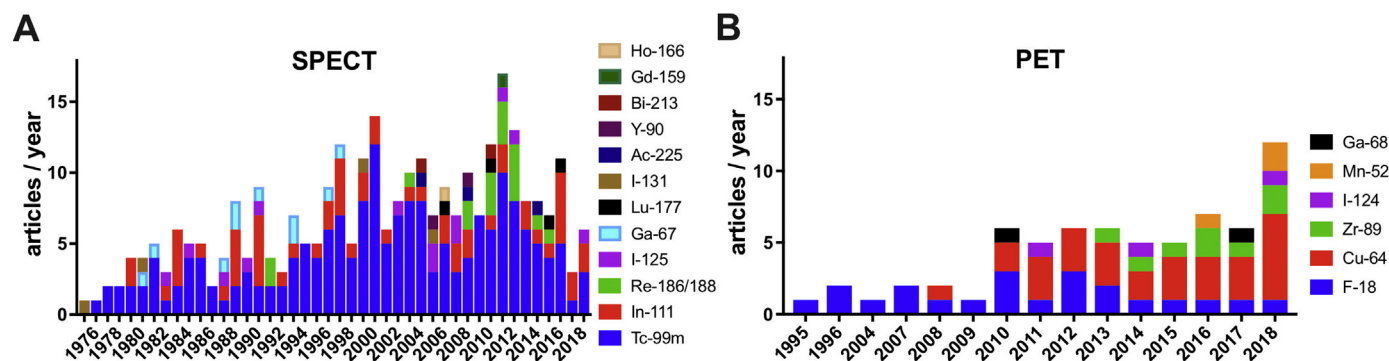 A
SPECT
articles / year
15
10
5
0
1976
1978
1980
1982
1984
1986
1988
1990
1992
1994
1996
1998
2000
2002
2004
2006
2008
2010
2012
2014
2016
2018
Ho-166
Gd-159
Bi-213
Y-90
Ac-225
I-131
Lu-177
Ga-67
I-125
Re-186/188
In-111
Tc-99m
B
PET
articles / year
15
10
5
0
1995
1996
2004
2007
2008
2009
2010
2011
2012
2013
2014
2015
2016
2017
2018
Ga-68
Mn-52
I-124
Zr-89
Cu-64
F-18